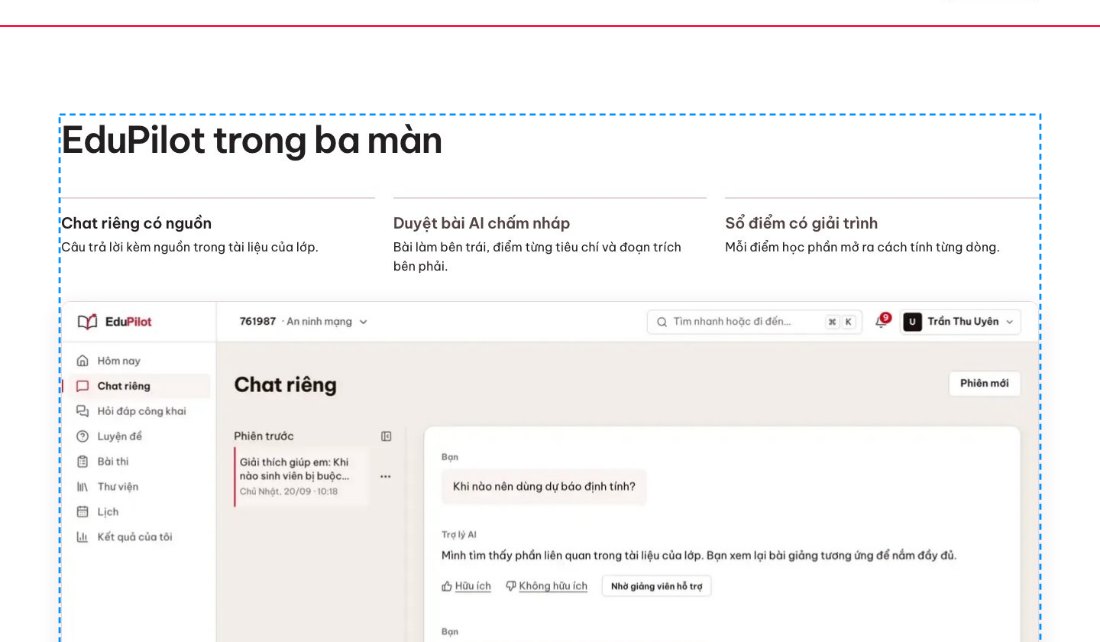 EduPilot trong ba màn
Chat riêng có nguồn
Câu trả lời kèm nguồn trong tài liệu của lớp.
Duyệt bài AI chấm nháp
Bài làm bên trái, điểm từng tiêu chí và đoạn trích
bên phải.
Sổ điểm có giải trình
Mỗi điểm học phần mở ra cách tính từng dòng.
EduPilot
761987 · An ninh mạng
Tìm nhanh hoặc đi đến...
⌘ K
9
U
Trần Thu Uyên
Hôm nay
Chat riêng
Hỏi đáp công khai
Luyện đề
Bài thi
Thư viện
Lịch
Kết quả của tôi
Chat riêng
Phiên mới
Phiên trước
Giải thích giúp em: Khi
nào sinh viên bị buộc...
Chủ Nhật, 20/09 · 10:18
Bạn
Khi nào nên dùng dự báo định tính?
Trợ lý AI
Mình tìm thấy phần liên quan trong tài liệu của lớp. Bạn xem lại bài giảng tương ứng để nắm đầy đủ.
Hữu ích
Không hữu ích
Nhờ giảng viên hỗ trợ
Bạn